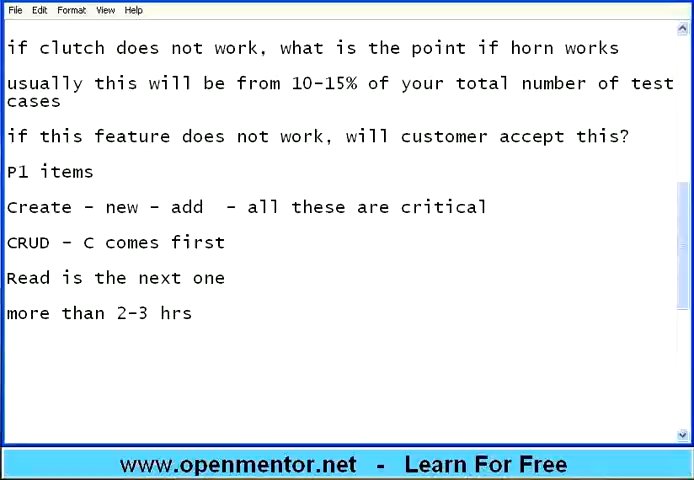 File Edit Format View Help
if clutch does not work, what is the point if horn works
usually this will be from 10-15% of your total number of test
cases
if this feature does not work, will customer accept this?
P1 items
Create - new - add  - all these are critical
CRUD - C comes first
Read is the next one
more than 2-3 hrs
www.openmentor.net - Learn For Free